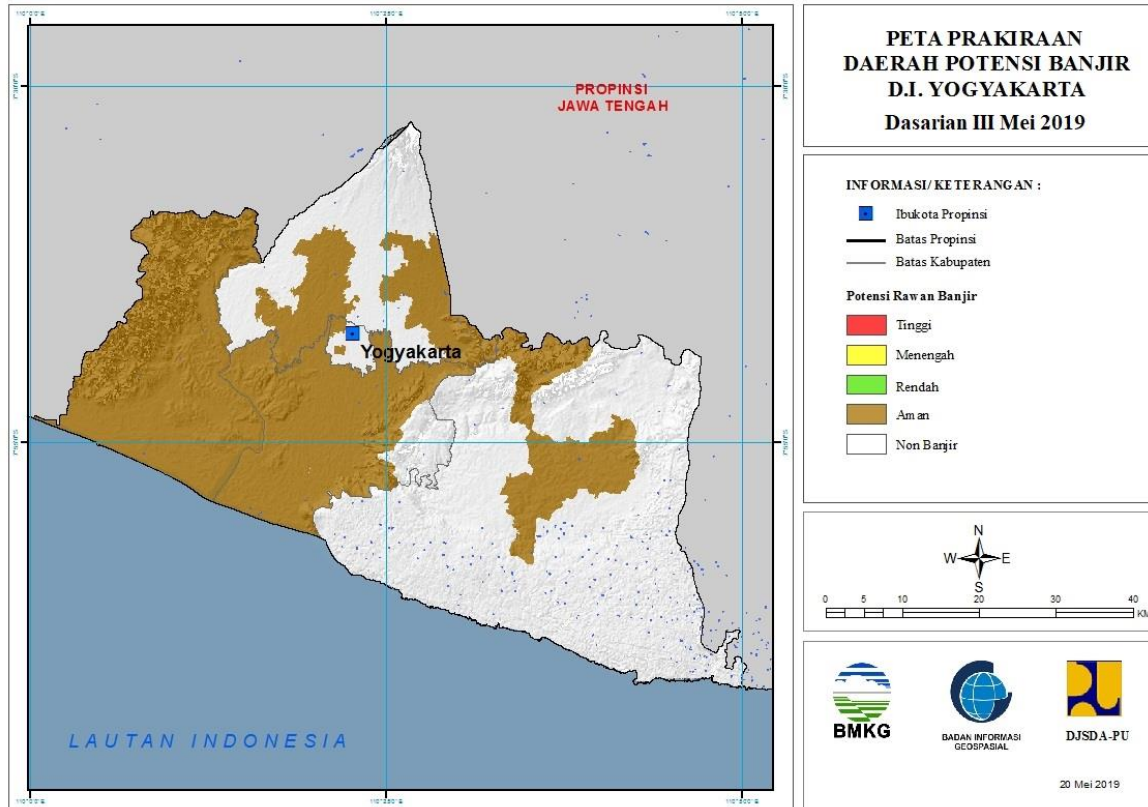 PETA PRAKIRAAN
DAERAH POTENSI BANJIR
D.I. YOGYAKARTA
Dasarian III Mei 2019
PROPINSI
JAWA TENGAH
Yogyakarta
LAUTAN INDONESIA
INFORMASI/ KETERANGAN :
Ibukota Propinsi
Batas Propinsi
Batas Kabupaten
Potensi Rawan Banjir
Tinggi
Menengah
Rendah
Aman
Non Banjir
N
W E
S
0 5 10 20 30 40
KM
BMKG
BADAN INFORMASI
GEOSPASIAL
DJSDA-PU
20 Mei 2019